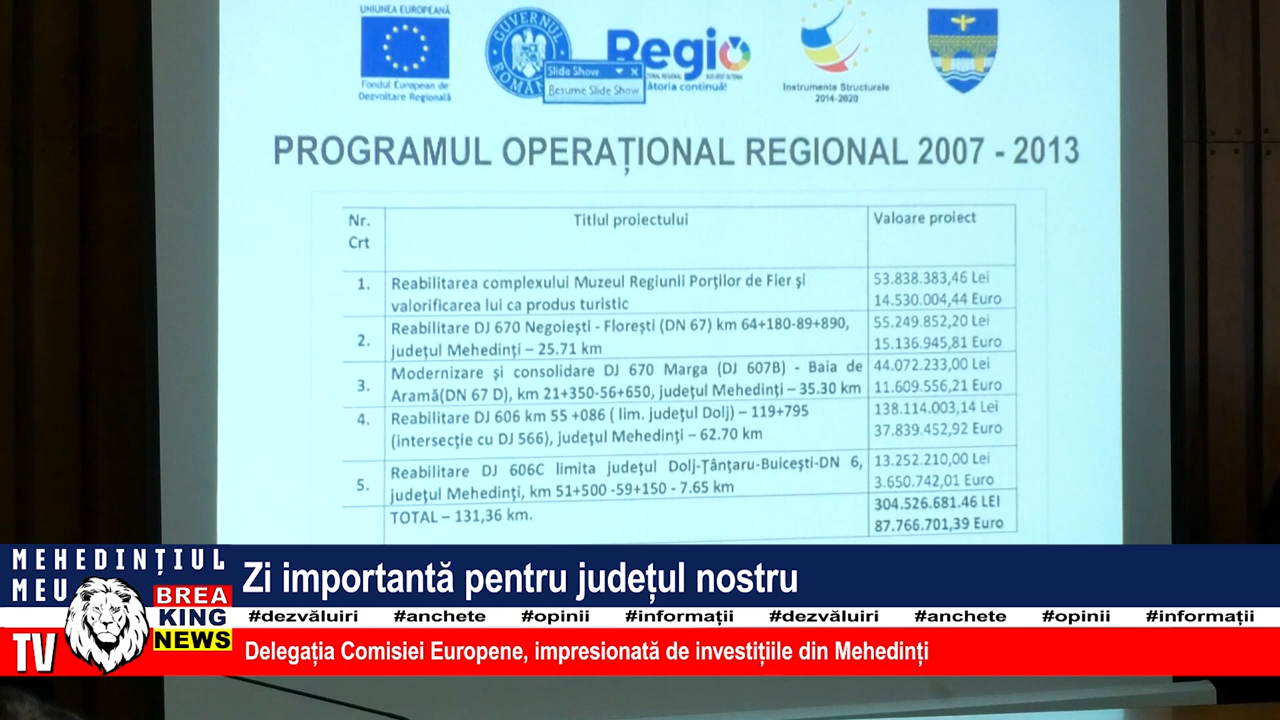 UNIUNEA EUROPEANĂ
Fondul European de
Dezvoltare Regională
GUVERNUL
ROMÂN
Slide Show
Resume Slide Show
Regio
Instrumente Structurale
2014-2020
PROGRAMUL OPERAȚIONAL REGIONAL 2007 - 2013
Nr.
Crt
Titlul proiectului
Valoare proiect
1.
Reabilitarea complexului Muzeul Regiunii Porților de Fier și
valorificarea lui ca produs turistic
53.838.383,46 Lei
14.530.004,44 Euro
2.
Reabilitare DJ 670 Negoiești - Florești (DN 67) km 64+180-89+890,
județul Mehedinți – 25.71 km
55.249.852,20 Lei
15.136.945,81 Euro
3.
Modernizare și consolidare DJ 670 Marga (DJ 607B) - Baia de
Aramă(DN 67 D), km 21+350-56+650, județul Mehedinți – 35.30 km
44.072.233,00 Lei
11.609.556,21 Euro
4.
Reabilitare DJ 606 km 55 +086 ( lim. județul Dolj) – 119+795
(intersecție cu DJ 566), județul Mehedinți – 62.70 km
138.114.003,14 Lei
37.839.452,92 Euro
5.
Reabilitare DJ 606C limita județul Dolj-Țânțaru-Buicești-DN 6,
județul Mehedinți, km 51+500 -59+150 - 7.65 km
13.252.210,00 Lei
3.650.742,01 Euro
TOTAL – 131,36 km.
304.526.681.46 LEI
87.766.701,39 Euro
MEHEDINȚIUL
MEU
TV
BREA
KING
NEWS
Zi importantă pentru județul nostru
#dezvăluiri #anchete #opinii #informații #dezvăluiri #anchete #opinii #informații
Delegația Comisiei Europene, impresionată de investițiile din Mehedinți